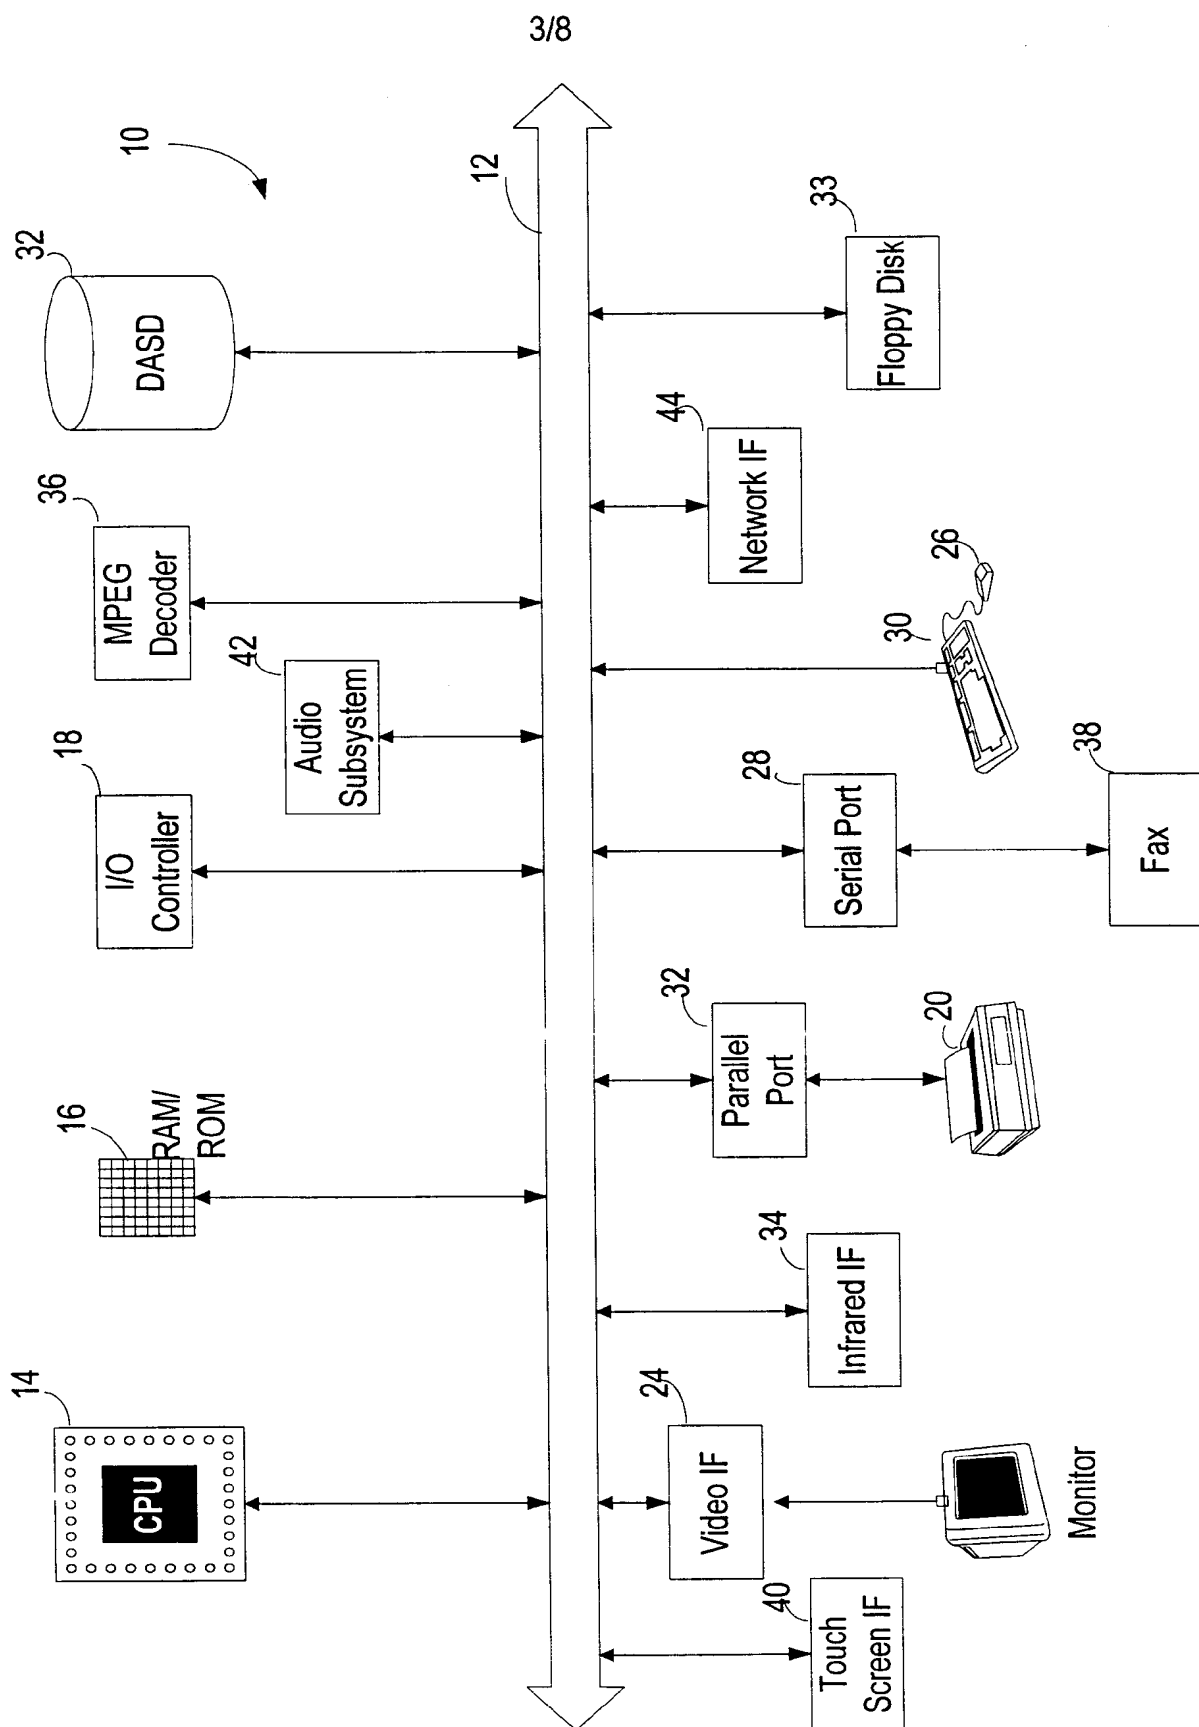 3/8
10
12
14
CPU
16
RAM/
ROM
18
I/O
Controller
42
Audio
Subsystem
36
MPEG
Decoder
32
DASD
40
Touch
Screen IF
24
Video IF
Monitor
34
Infrared IF
32
Parallel
Port
20
28
Serial Port
38
Fax
30
26
44
Network IF
33
Floppy Disk